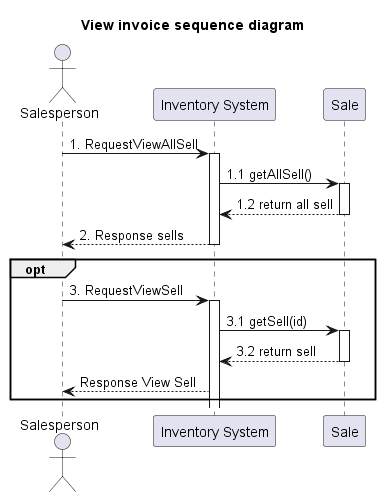 View invoice sequence diagram
Salesperson
Inventory System
Sale
1. RequestViewAllSell
1.1 getAllSell()
1.2 return all sell
2. Response sells
opt
3. RequestViewSell
3.1 getSell(id)
3.2 return sell
Response View Sell
Salesperson
Inventory System
Sale